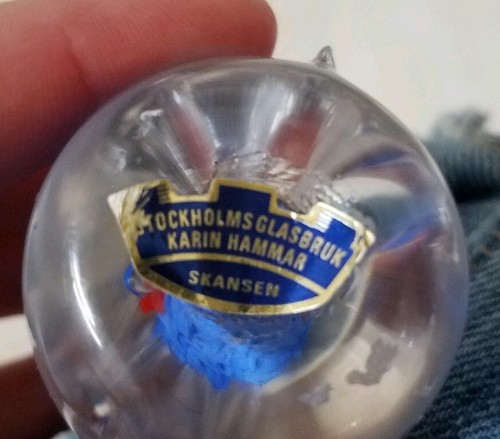 STOCKHOLMS GLASBRUK
KARIN HAMMAR
SKANSEN